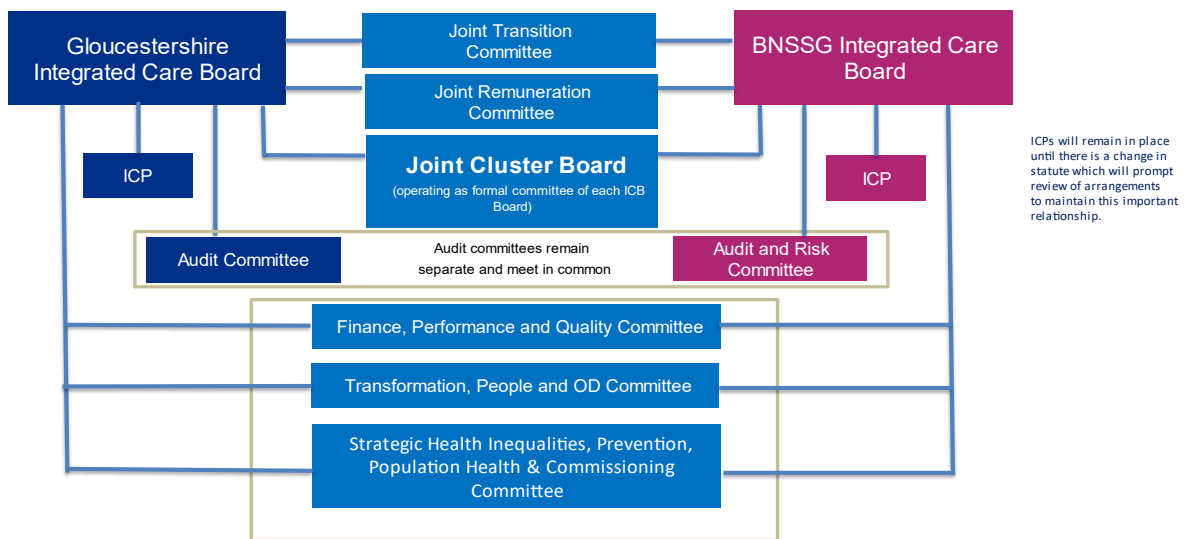 Gloucestershire
Integrated Care Board
Joint Transition
Committee
BNSSG Integrated Care
Board
Joint Remuneration
Committee
Joint Cluster Board
(operating as formal committee of each ICB
Board)
ICP
ICP
ICPs will remain in place
until there is a change in
statute which will prompt
review of arrangements
to maintain this important
relationship.
Audit Committee
Audit committees remain
separate and meet in common
Audit and Risk
Committee
Finance, Performance and Quality Committee
Transformation, People and OD Committee
Strategic Health Inequalities, Prevention,
Population Health & Commissioning
Committee